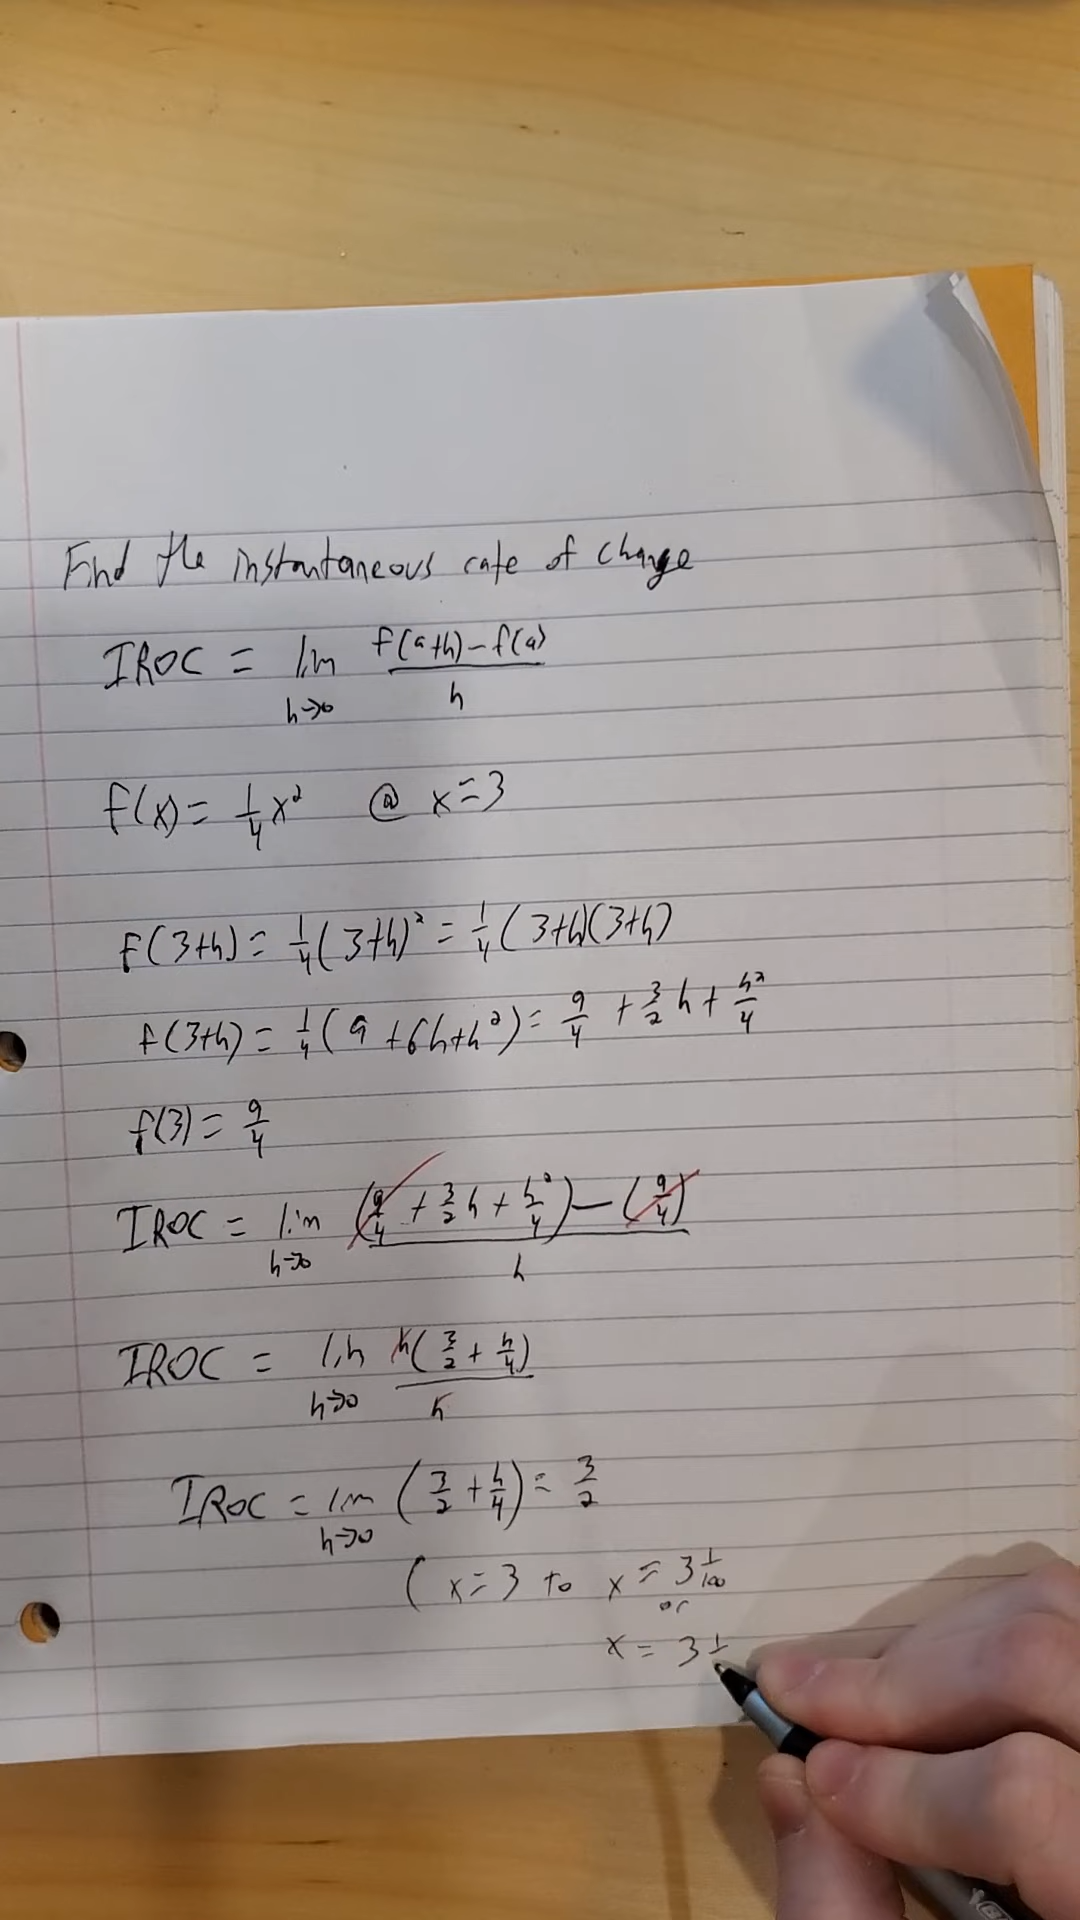 Find the instantaneous rate of change
IROC = lim h→0 (f(a+h) - f(a))/h
f(x) = 1/4 x² @ x=3
f(3+h) = 1/4(3+h)² = 1/4(3+h)(3+h)
f(3+h) = 1/4(9+6h+h²) = 9/4 + 3/2 h + h²/4
f(3) = 9/4
IROC = lim h→0 ((9/4 + 3/2 h + h²/4) - (9/4))/h
IROC = lim h→0 h(3/2 + h/4)/h
IROC = lim h→0 (3/2 + h/4) = 3/2
( x=3 to x = 3 1/100
or
x = 3 1